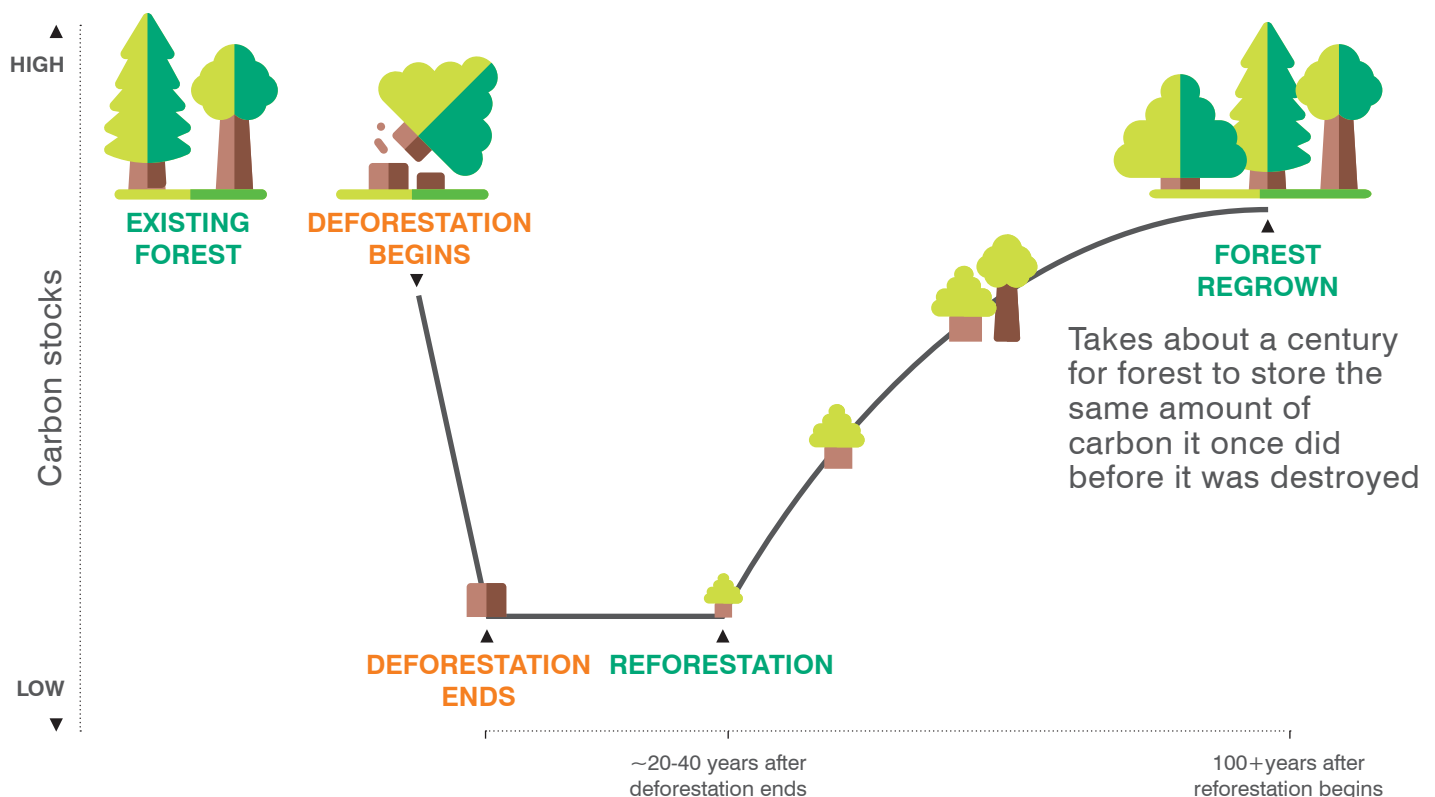 HIGH
Carbon stocks
LOW
EXISTING
FOREST
DEFORESTATION
BEGINS
DEFORESTATION
ENDS
REFORESTATION
FOREST
REGROWN
Takes about a century
for forest to store the
same amount of
carbon it once did
before it was destroyed
~20-40 years after
deforestation ends
100+years after
reforestation begins